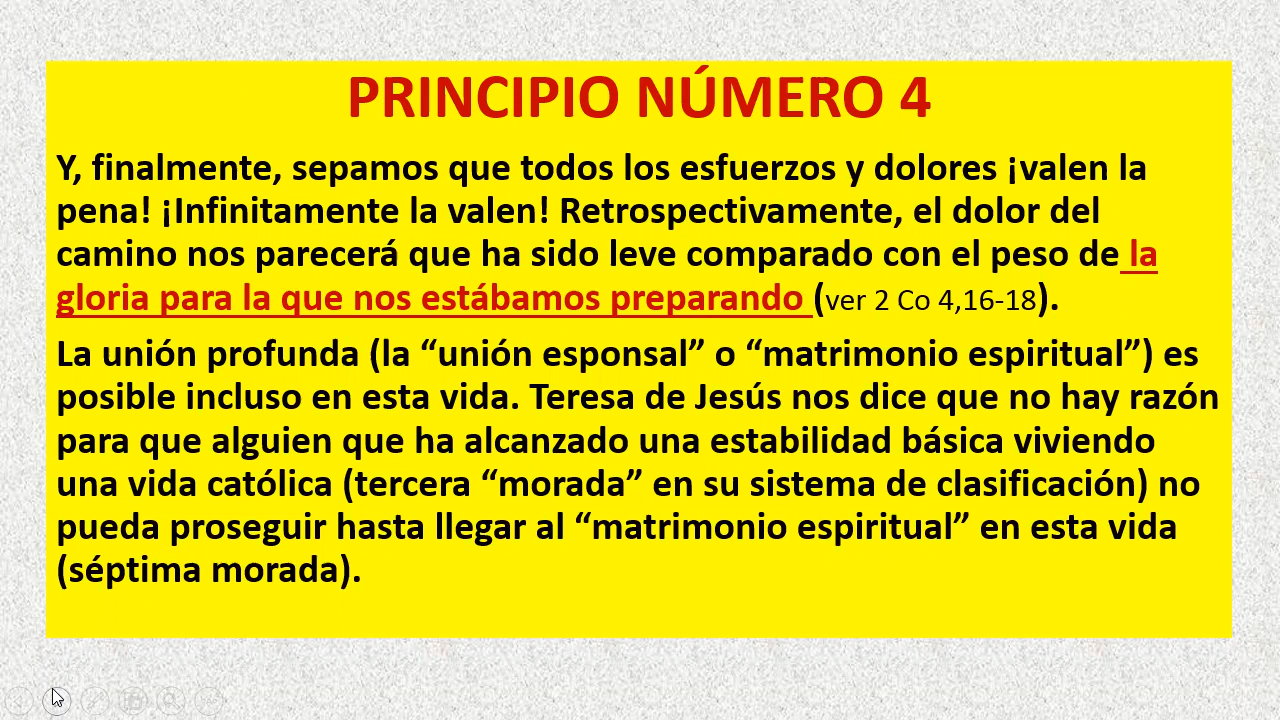 PRINCIPIO NÚMERO 4
Y, finalmente, sepamos que todos los esfuerzos y dolores ¡valen la
pena! ¡Infinitamente la valen! Retrospectivamente, el dolor del
camino nos parecerá que ha sido leve comparado con el peso de la
gloria para la que nos estábamos preparando (ver 2 Co 4,16-18).
La unión profunda (la “unión esponsal” o “matrimonio espiritual”) es
posible incluso en esta vida. Teresa de Jesús nos dice que no hay razón
para que alguien que ha alcanzado una estabilidad básica viviendo
una vida católica (tercera “morada” en su sistema de clasificación) no
pueda proseguir hasta llegar al “matrimonio espiritual” en esta vida
(séptima morada).